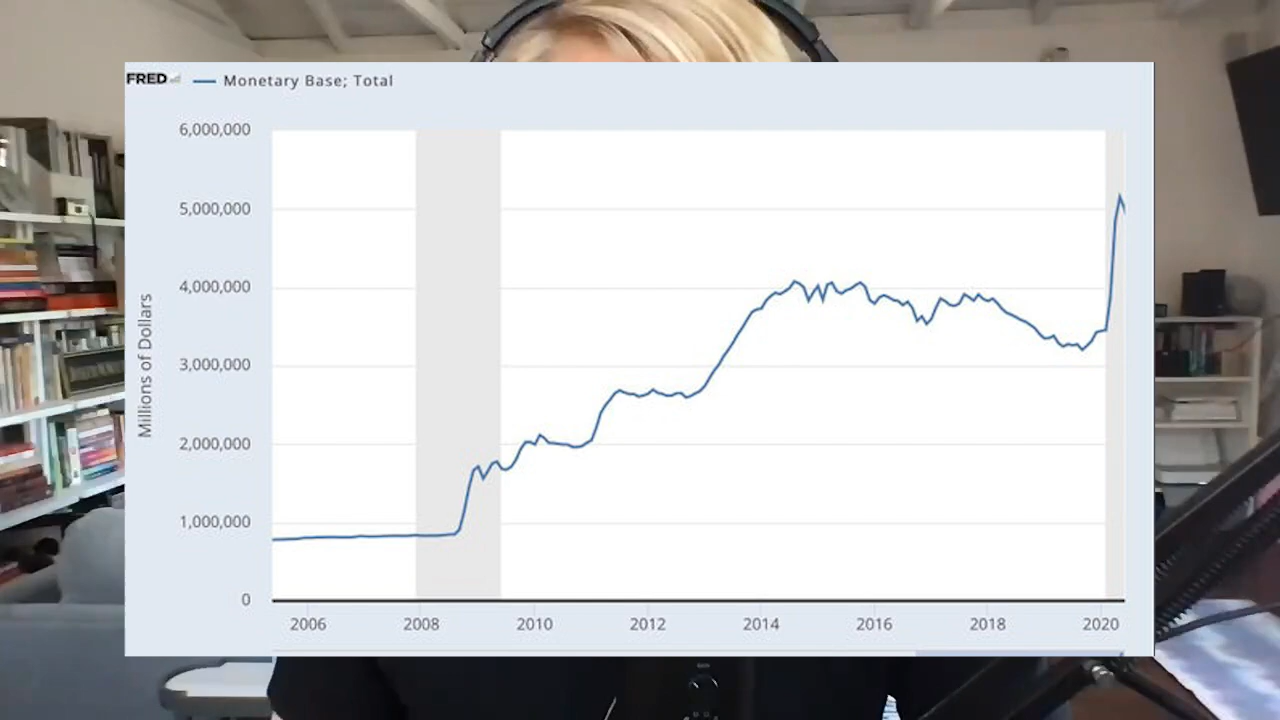 FRED
Monetary Base; Total
6,000,000
5,000,000
4,000,000
3,000,000
2,000,000
1,000,000
0
Millions of Dollars
2006 2008 2010 2012 2014 2016 2018 2020